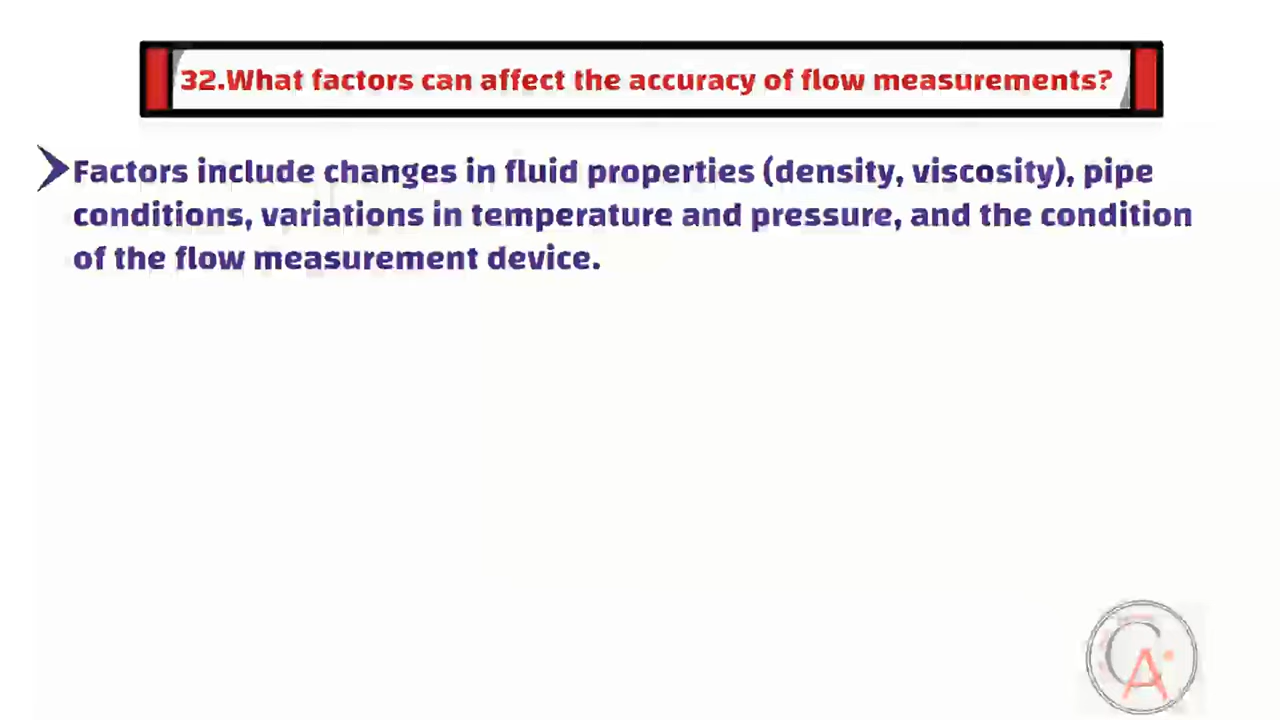 32.What factors can affect the accuracy of flow measurements?
Factors include changes in fluid properties (density, viscosity), pipe
conditions, variations in temperature and pressure, and the condition
of the flow measurement device.
CA